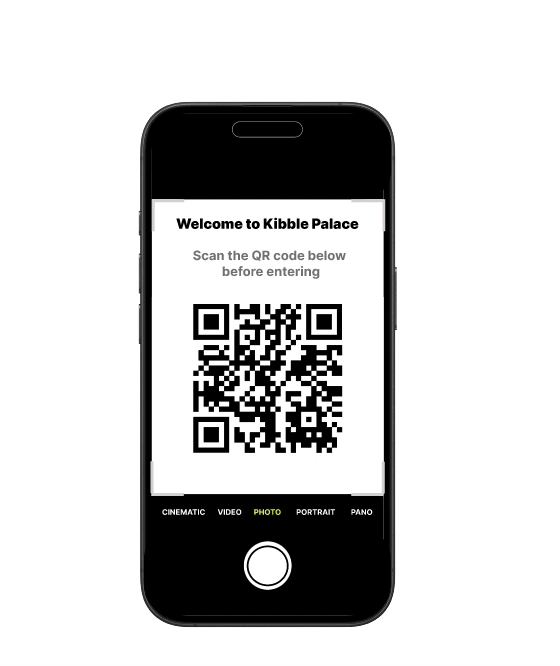 Welcome to Kibble Palace
Scan the QR code below
before entering
CINEMATIC VIDEO PHOTO PORTRAIT PANO